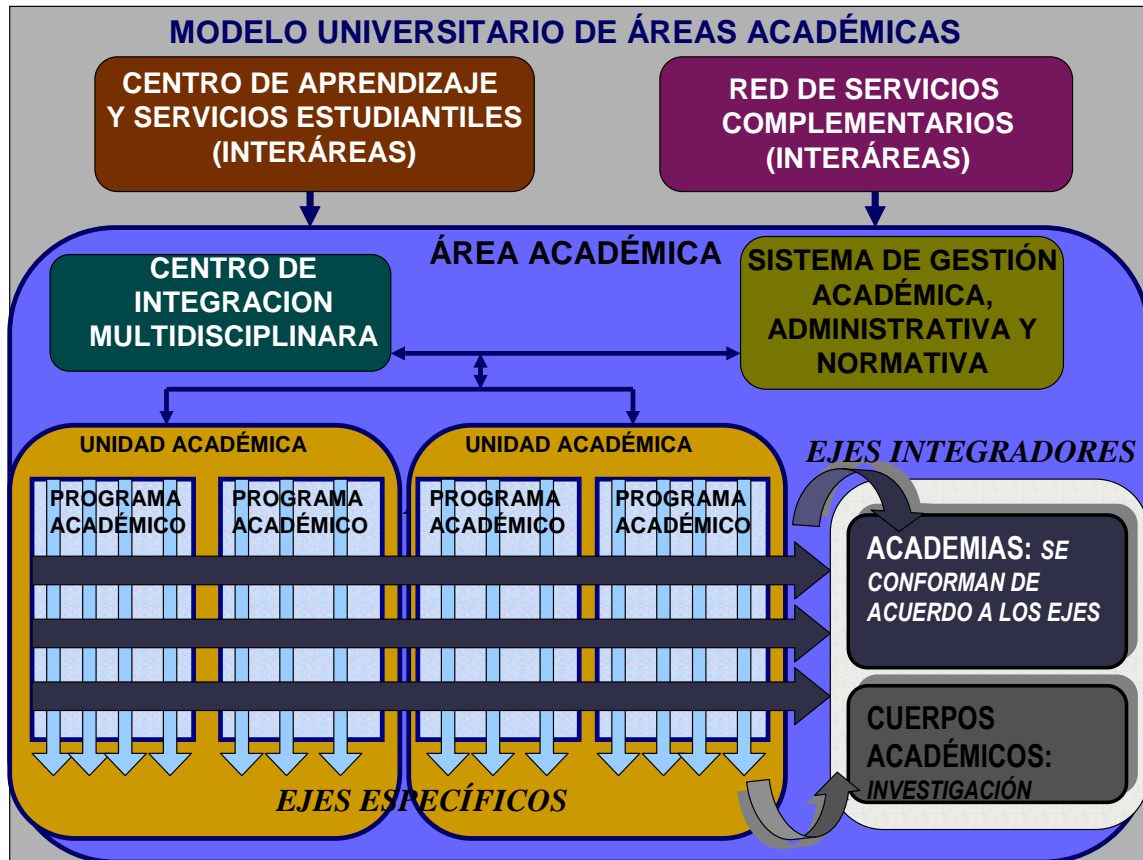 MODELO UNIVERSITARIO DE ÁREAS ACADÉMICAS
CENTRO DE APRENDIZAJE
Y SERVICIOS ESTUDIANTILES
(INTERÁREAS)
RED DE SERVICIOS
COMPLEMENTARIOS
(INTERÁREAS)
ÁREA ACADÉMICA
CENTRO DE
INTEGRACION
MULTIDISCIPLINARA
SISTEMA DE GESTIÓN
ACADÉMICA,
ADMINISTRATIVA Y
NORMATIVA
UNIDAD ACADÉMICA
UNIDAD ACADÉMICA
EJES INTEGRADORES
PROGRAMA
ACADÉMICO
PROGRAMA
ACADÉMICO
PROGRAMA
ACADÉMICO
PROGRAMA
ACADÉMICO
ACADEMIAS: SE
CONFORMAN DE
ACUERDO A LOS EJES
CUERPOS
ACADÉMICOS:
INVESTIGACIÓN
EJES ESPECÍFICOS